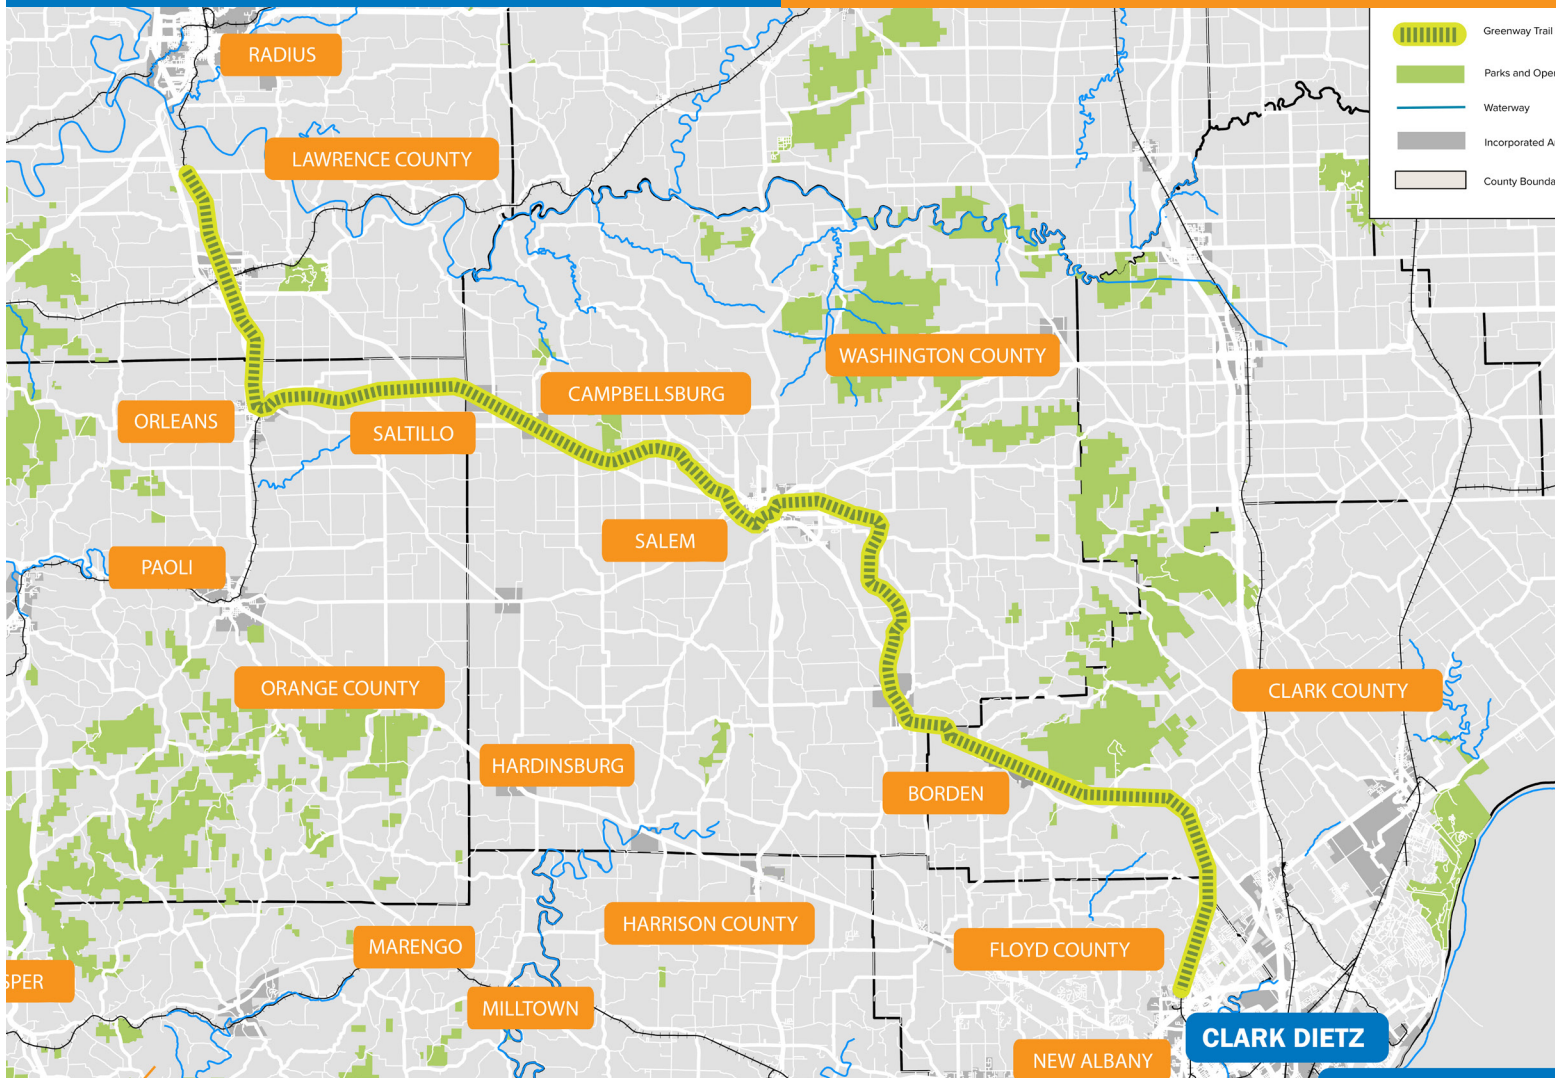 RADIUS
Greenway Trail
Parks and Ope
Waterway
Incorporated A
County Bounda
LAWRENCE COUNTY
WASHINGTON COUNTY
CAMPBELLSBURG
ORLEANS
SALTILLO
SALEM
PAOLI
ORANGE COUNTY
CLARK COUNTY
HARDINSBURG
BORDEN
HARRISON COUNTY
MARENGO
FLOYD COUNTY
SPER
MILLTOWN
CLARK DIETZ
NEW ALBANY